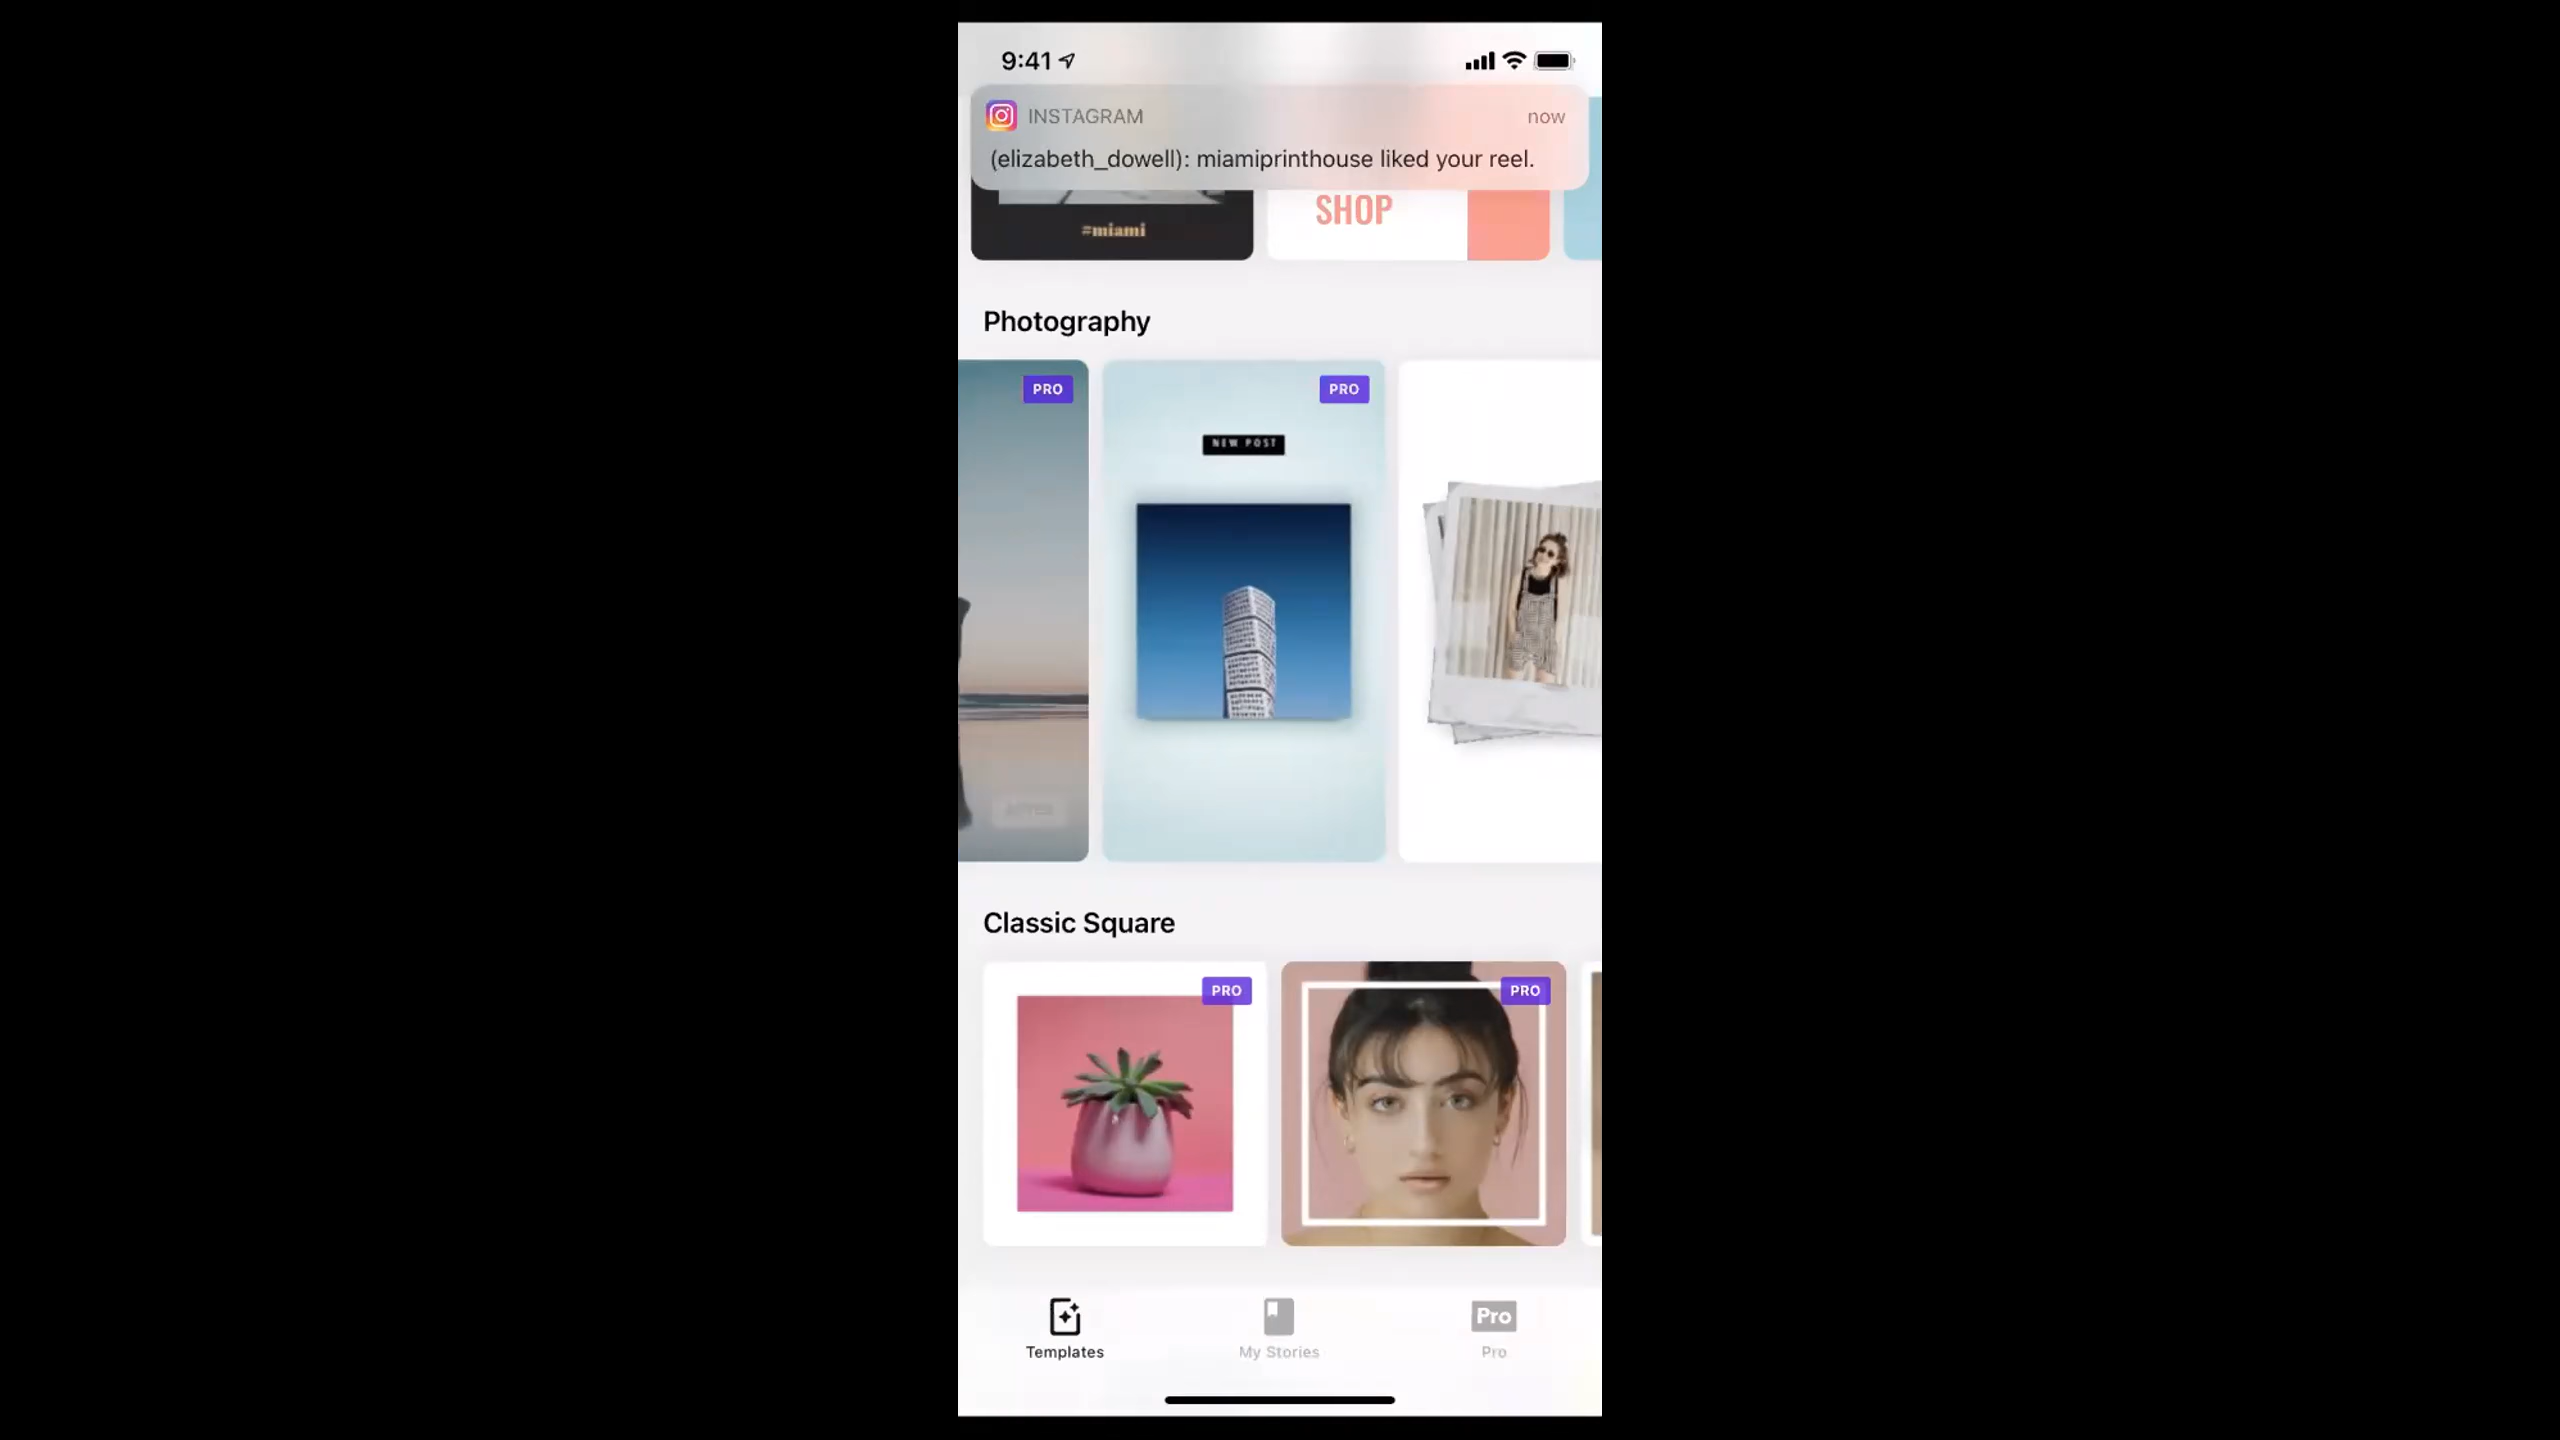 9:41
INSTAGRAM
now
(elizabeth_dowell): miamiprinthouse liked your reel.
#miami
SHOP
Photography
PRO
PRO
NEW POST
Classic Square
PRO
PRO
Pro
Templates
My Stories
Pro